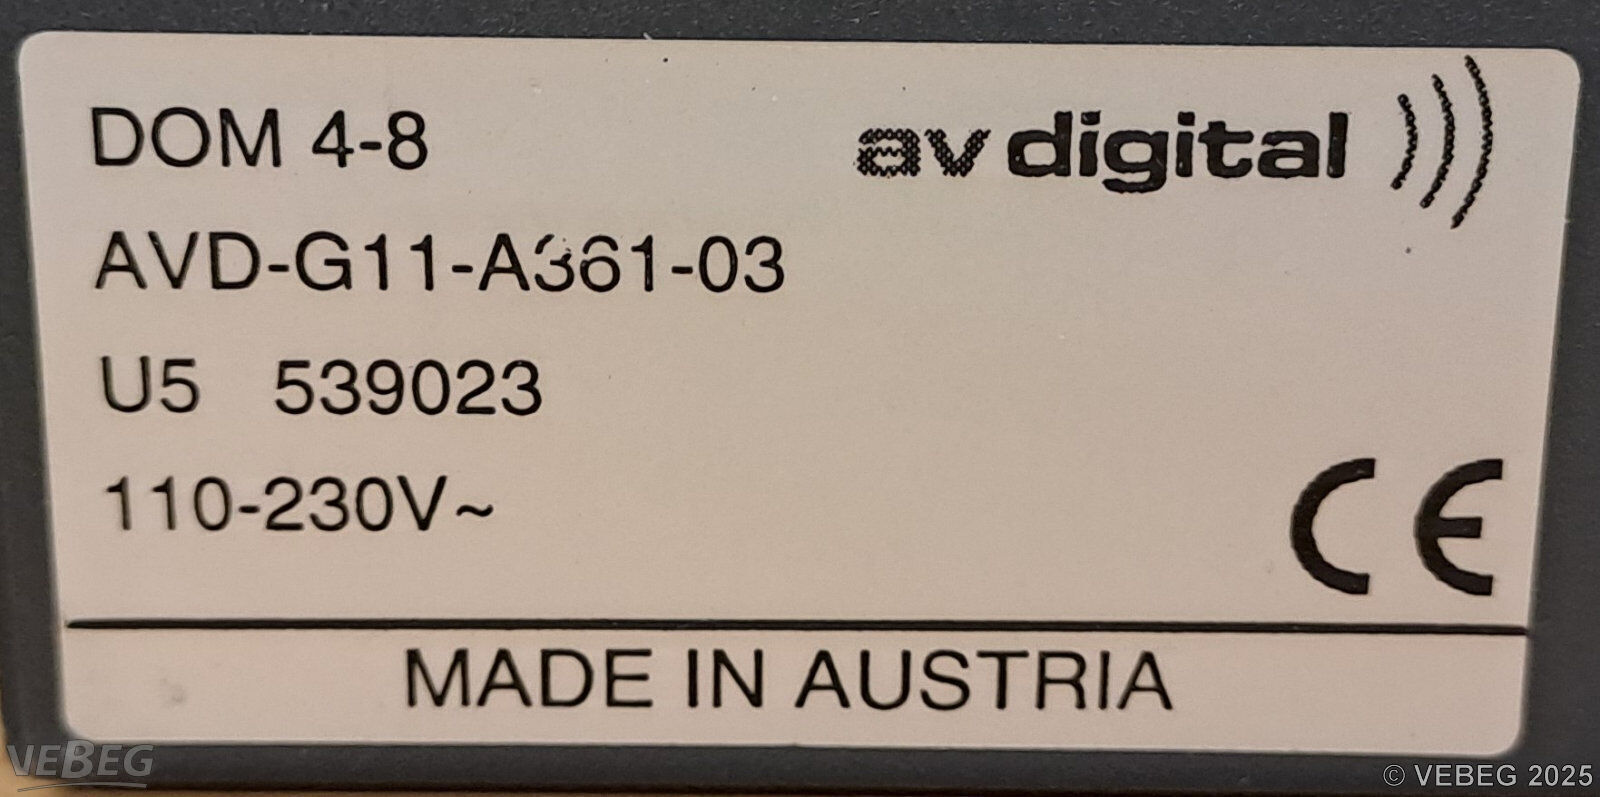 DOM 4-8
av digital
AVD-G11-A361-03
U5 539023
110-230V~
CE
MADE IN AUSTRIA
VEBEG
© VEBEG 2025